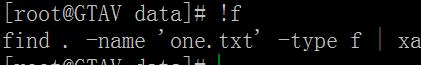 [root@GTAV data]# !f
find . -name 'one.txt' -type f | xa